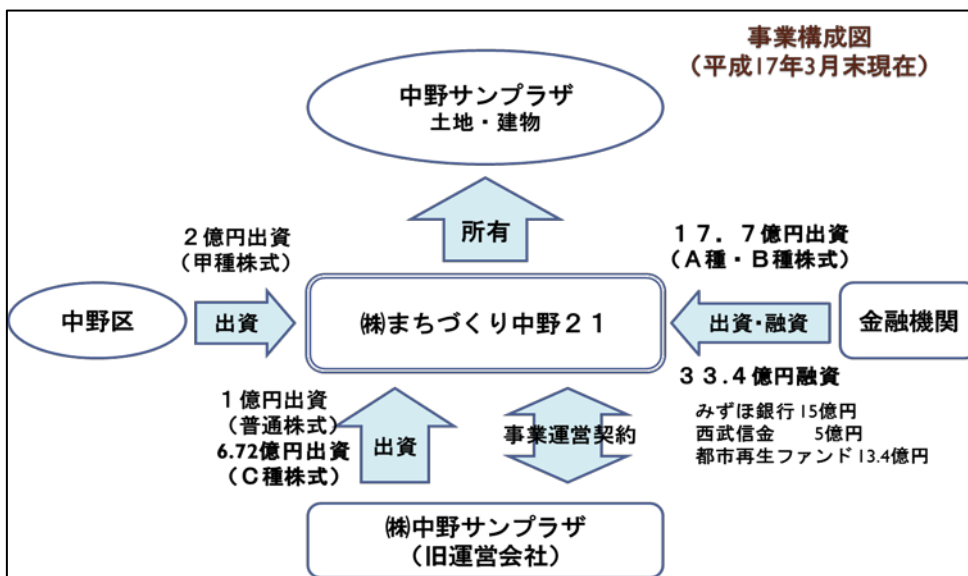 事業構成図
（平成17年3月末現在）
中野サンプラザ
土地・建物
所有
２億円出資
（甲種株式）
１７．７億円出資
（Ａ種・Ｂ種株式）
中野区
出資
㈱まちづくり中野２１
出資・融資
金融機関
３３.４億円融資
みずほ銀行 15億円
西武信金　　5億円
都市再生ファンド 13.4億円
１億円出資
（普通株式）
6.72億円出資
（Ｃ種株式）
出資
事業運営契約
㈱中野サンプラザ
（旧運営会社）